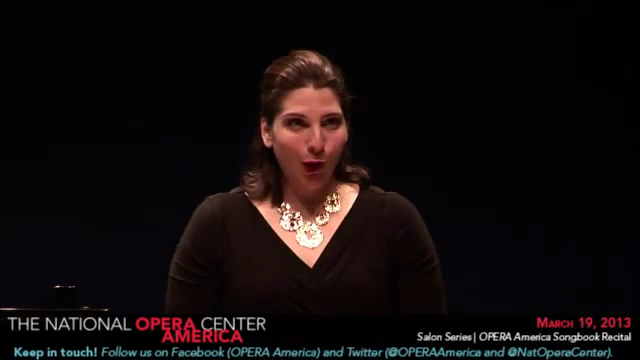 THE NATIONAL OPERA CENTER
AMERICA
MARCH 19, 2013
Salon Series | OPERA America Songbook Recital
Keep in touch! Follow us on Facebook (OPERA America) and Twitter (@OPERAAmerica and @NatOperaCenter).